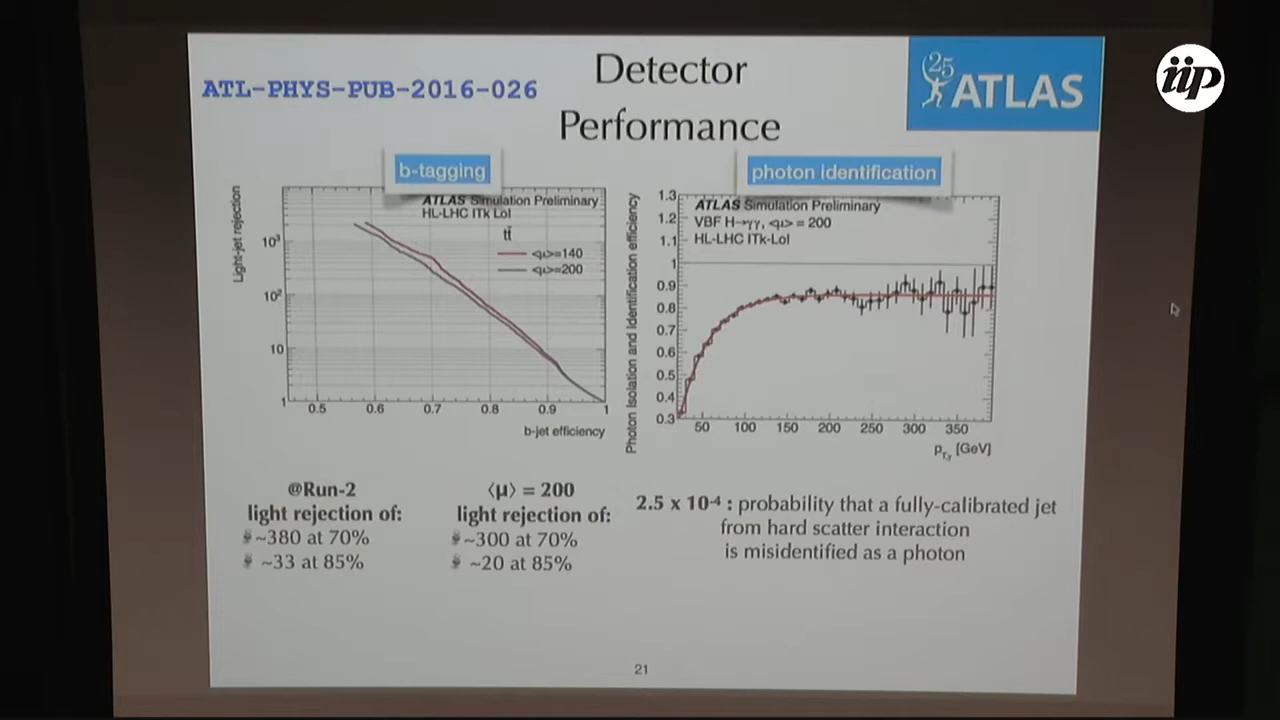 ATL-PHYS-PUB-2016-026
Detector
Performance
25
ATLAS
iip
b-tagging
Light-jet rejection
ATLAS Simulation Preliminary
HL-LHC ITk LoI
tt̄
<μ>=140
<μ>=200
10³
10²
10
1
0.5 0.6 0.7 0.8 0.9 1
b-jet efficiency
photon identification
Photon Isolation and Identification efficiency
ATLAS Simulation Preliminary
VBF H→γγ, <μ> = 200
HL-LHC ITk-LoI
1.3
1.2
1.1
1
0.9
0.8
0.7
0.6
0.5
0.4
0.3
50 100 150 200 250 300 350
p_T,γ [GeV]
@Run-2
light rejection of:
~380 at 70%
~33 at 85%
⟨μ⟩ = 200
light rejection of:
~300 at 70%
~20 at 85%
2.5 x 10⁻⁴ : probability that a fully-calibrated jet
from hard scatter interaction
is misidentified as a photon
21